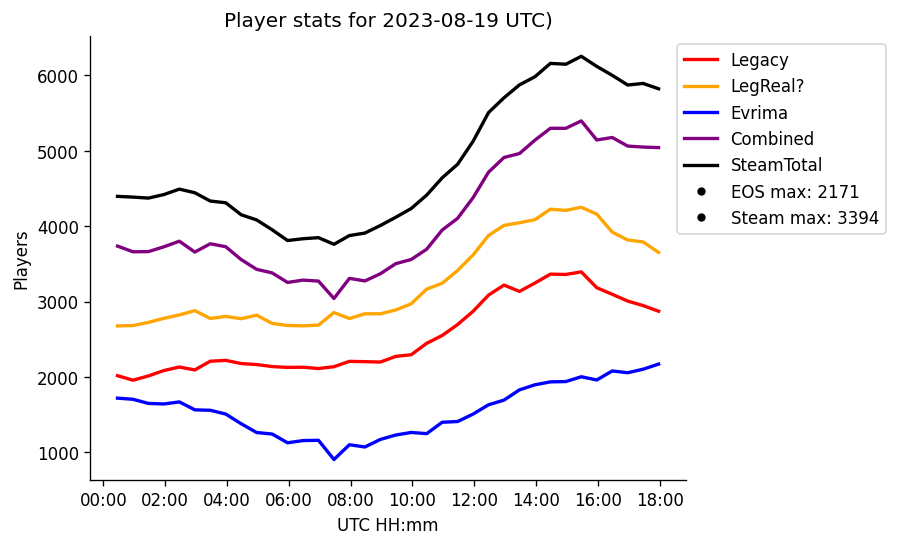 Player stats for 2023-08-19 UTC)
Legacy
LegReal?
Evrima
Combined
SteamTotal
EOS max: 2171
Steam max: 3394
Players
6000
5000
4000
3000
2000
1000
00:00 02:00 04:00 06:00 08:00 10:00 12:00 14:00 16:00 18:00
UTC HH:mm